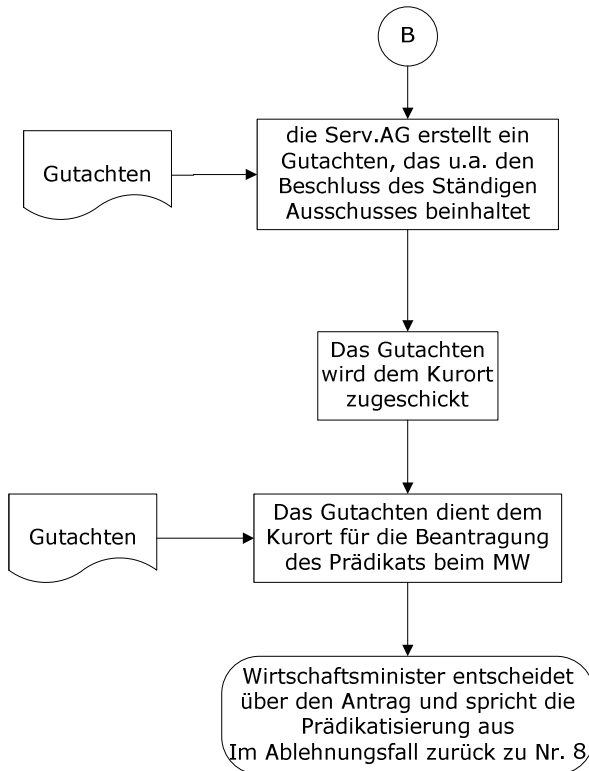 B
die Serv.AG erstellt ein
Gutachten, das u.a. den
Beschluss des Ständigen
Ausschusses beinhaltet
Gutachten
Das Gutachten
wird dem Kurort
zugeschickt
Das Gutachten dient dem
Kurort für die Beantragung
des Prädikats beim MW
Gutachten
Wirtschaftsminister entscheidet
über den Antrag und spricht die
Prädikatisierung aus
Im Ablehnungsfall zurück zu Nr. 8